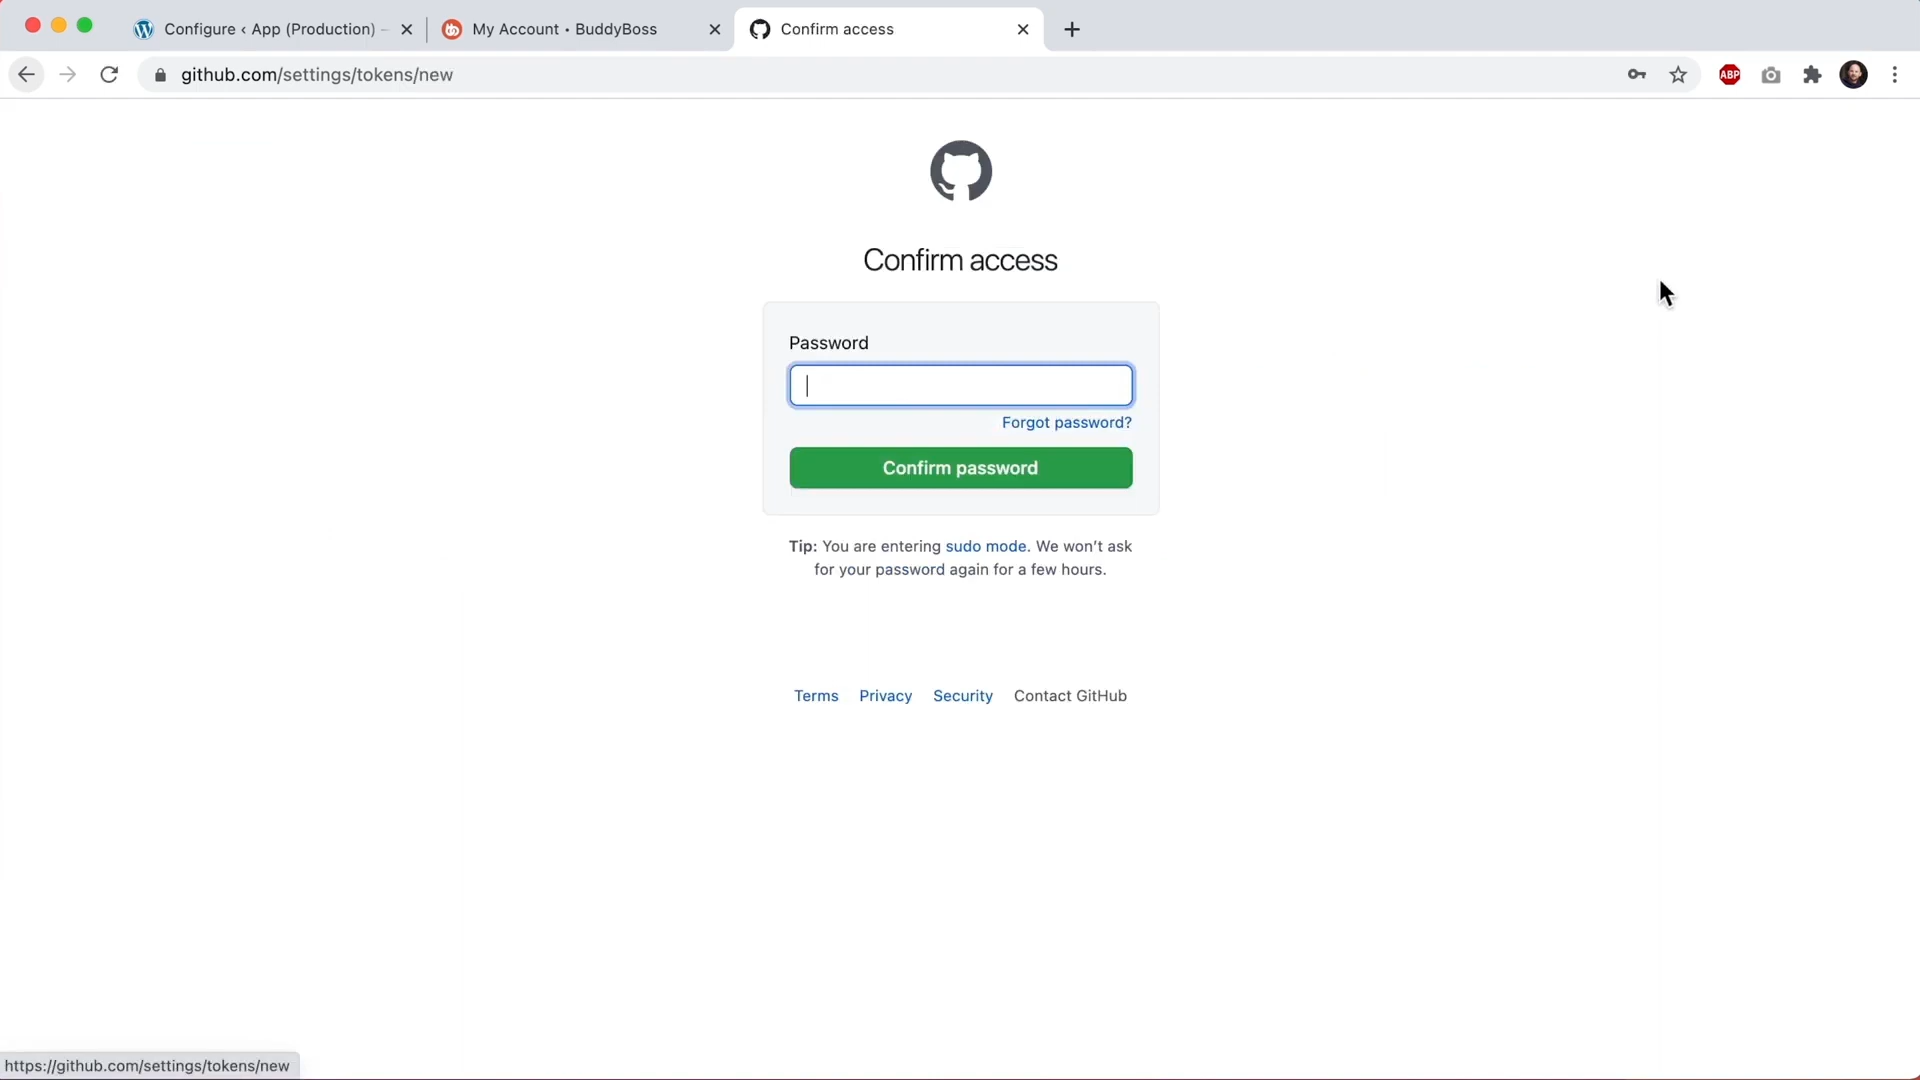 Configure ‹ App (Production) –
My Account • BuddyBoss
Confirm access
github.com/settings/tokens/new
ABP
Confirm access
Password
Forgot password?
Confirm password
Tip: You are entering sudo mode. We won't ask
for your password again for a few hours.
Terms Privacy Security Contact GitHub
https://github.com/settings/tokens/new